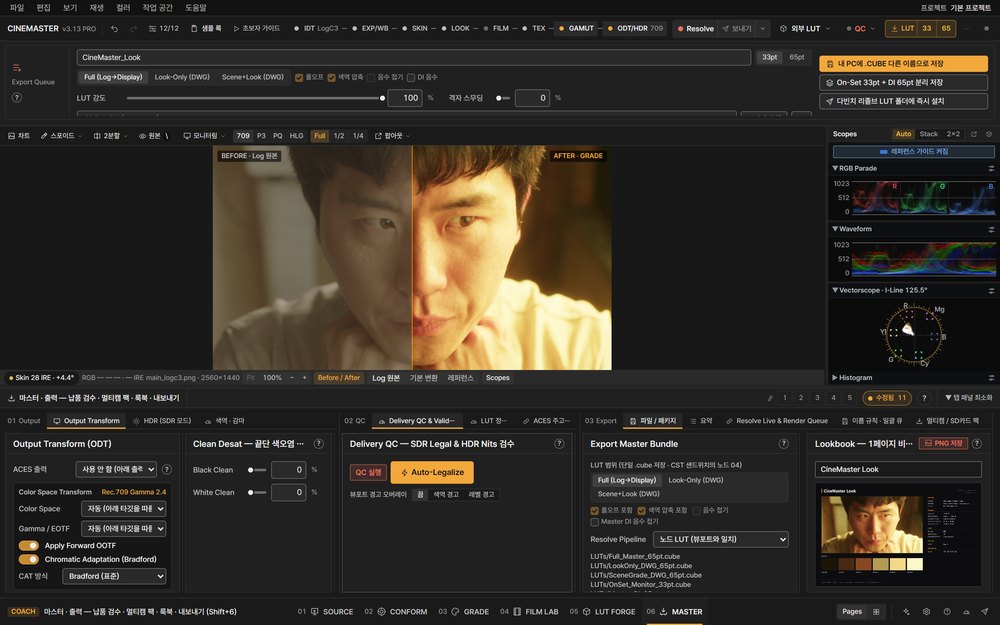 파일 편집 보기 재생 컬러 작업 공간 도움말 프로젝트 기본 프로젝트
CINEMASTER v3.13 PRO 12/12 샘플 룩 초보자 가이드 IDT LogC3 EXP/WB SKIN LOOK FILM TEX GAMUT ODT/HDR 709 Resolve 보내기 외부 LUT QC LUT 33 65
Export Queue
CineMaster_Look 33pt 65pt
Full (Log→Display) Look-Only (DWG) Scene+Look (DWG) 롤오프 색역 압축 음수 접기 DI 음수
LUT 강도 100 % 격자 스무딩 0 %
내 PC에 .CUBE 다른 이름으로 저장
On-Set 33pt + DI 65pt 분리 저장
다빈치 리졸브 LUT 폴더에 즉시 설치
차트 스포이드 2분할 원본 \ 모니터링 709 P3 PQ HLG Full 1/2 1/4 팝아웃
BEFORE · Log 원본 AFTER · GRADE
Scopes Auto Stack 2×2
레퍼런스 가이드 켜짐
RGB Parade
1023
512
0
R G B
Waveform
1023
512
0
Vectorscope · I-Line 125.5°
R Mg
Yl B
G Cy
Histogram
Skin 28 IRE · +4.4° RGB — — — · — IRE main_logc3.png · 2560×1440 Fit 100% − + Before / After Log 원본 기본 변환 레퍼런스 Scopes
마스터 · 출력 — 납품 검수 · 멀티캠 팩 · 룩북 · 내보내기 1 2 3 4 5 수정됨 11 탭 패널 최소화
01 Output Output Transform HDR (SDR 모드) 색역 · 감마 02 QC Delivery QC & Valid··· LUT 정··· ACES 추고··· 03 Export 파일 / 패키지 요약 Resolve Live & Render Queue 이름 규칙 · 일괄 큐 멀티캠 / SD카드 팩
Output Transform (ODT)
ACES 출력 사용 안 함 (아래 출력
Color Space Transform Rec.709 Gamma 2.4
Color Space 자동 (아래 타깃을 따름
Gamma / EOTF 자동 (아래 타깃을 따름
Apply Forward OOTF
Chromatic Adaptation (Bradford)
CAT 방식 Bradford (표준)
Clean Desat — 끝단 색오염 ···
Black Clean 0 %
White Clean 0 %
Delivery QC — SDR Legal & HDR Nits 검수
QC 실행 Auto-Legalize
뷰포트 경고 오버레이 끔 색역 경고 레벨 경고
Export Master Bundle
LUT 범위 (단일 .cube 저장 · CST 샌드위치의 노드 04)
Full (Log→Display) Look-Only (DWG)
Scene+Look (DWG)
롤오프 포함 색역 압축 포함 음수 접기
Master DI 음수 접기
Resolve Pipeline 노드 LUT (뷰포트와 일치)
LUTs/Full_Master_65pt.cube
LUTs/LookOnly_DWG_65pt.cube
LUTs/SceneGrade_DWG_65pt.cube
LUTs/OnSet_Monitor_33pt.cube
Lookbook — 1페이지 비··· PNG 저장
CineMaster Look
CineMaster Look
COACH 마스터 · 출력 — 납품 검수 · 멀티캠 팩 · 룩북 · 내보내기 (Shift+6) 01 SOURCE 02 CONFORM 03 GRADE 04 FILM LAB 05 LUT FORGE 06 MASTER Pages